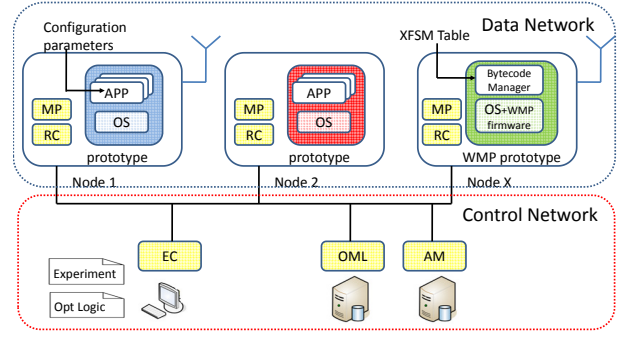 Configuration
parameters
Data Network
XFSM Table
APP
OS
MP
RC
prototype
APP
OS
MP
RC
prototype
Bytecode
Manager
OS+WMP
firmware
MP
RC
WMP prototype
Node 1
Node 2
Node X
Control Network
EC
OML
AM
Experiment
Opt Logic